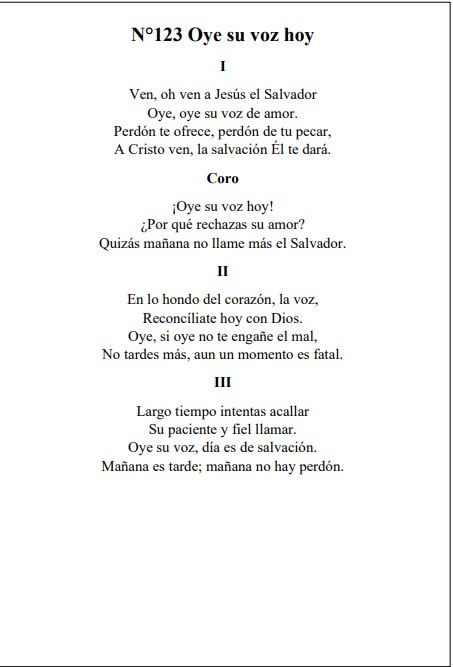 N°123 Oye su voz hoy
I
Ven, oh ven a Jesús el Salvador
Oye, oye su voz de amor.
Perdón te ofrece, perdón de tu pecar,
A Cristo ven, la salvación Él te dará.
Coro
¡Oye su voz hoy!
¿Por qué rechazas su amor?
Quizás mañana no llame más el Salvador.
II
En lo hondo del corazón, la voz,
Reconcíliate hoy con Dios.
Oye, si oye no te engañe el mal,
No tardes más, aun un momento es fatal.
III
Largo tiempo intentas acallar
Su paciente y fiel llamar.
Oye su voz, día es de salvación.
Mañana es tarde; mañana no hay perdón.